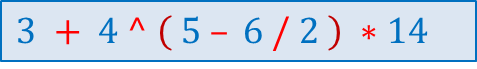 3 + 4 ^ ( 5 – 6 / 2 ) * 14